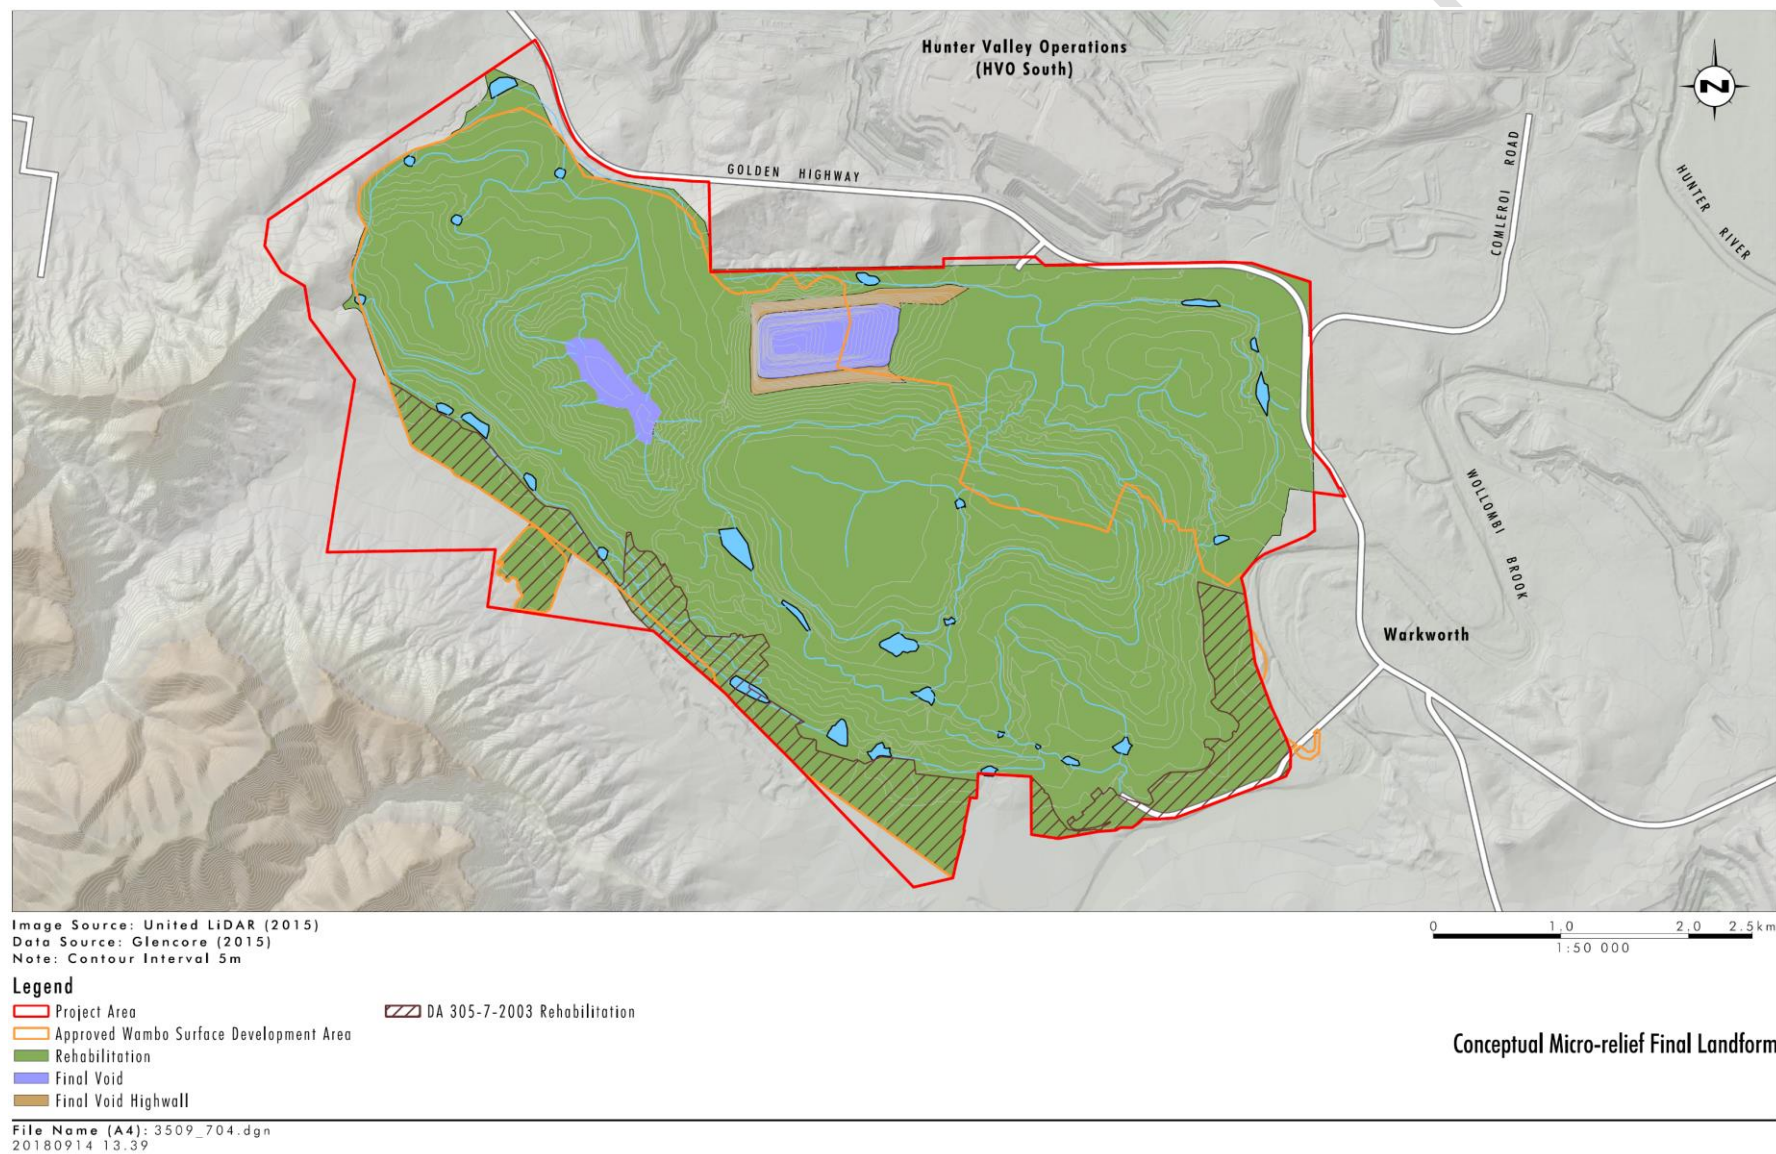 Hunter Valley Operations
(HVO South)
N
GOLDEN HIGHWAY
COMLEROI ROAD
HUNTER RIVER
WOLLOMBI BROOK
Warkworth
Image Source: United LiDAR (2015)
Data Source: Glencore (2015)
Note: Contour Interval 5m
0 1.0 2.0 2.5km
1:50 000
Legend
Project Area
DA 305-7-2003 Rehabilitation
Approved Wambo Surface Development Area
Rehabilitation
Final Void
Final Void Highwall
Conceptual Micro-relief Final Landform
File Name (A4): 3509_704.dgn
20180914 13.39